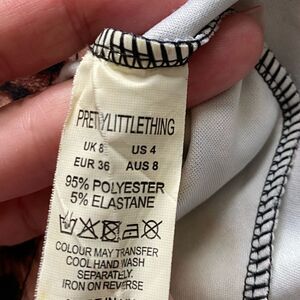 PRETTYLITTLETHING
UK 8 US 4
EUR 36 AUS 8
95% POLYESTER
5% ELASTANE
COLOUR MAY TRANSFER
COOL HAND WASH
SEPARATELY.
IRON ON REVERSE